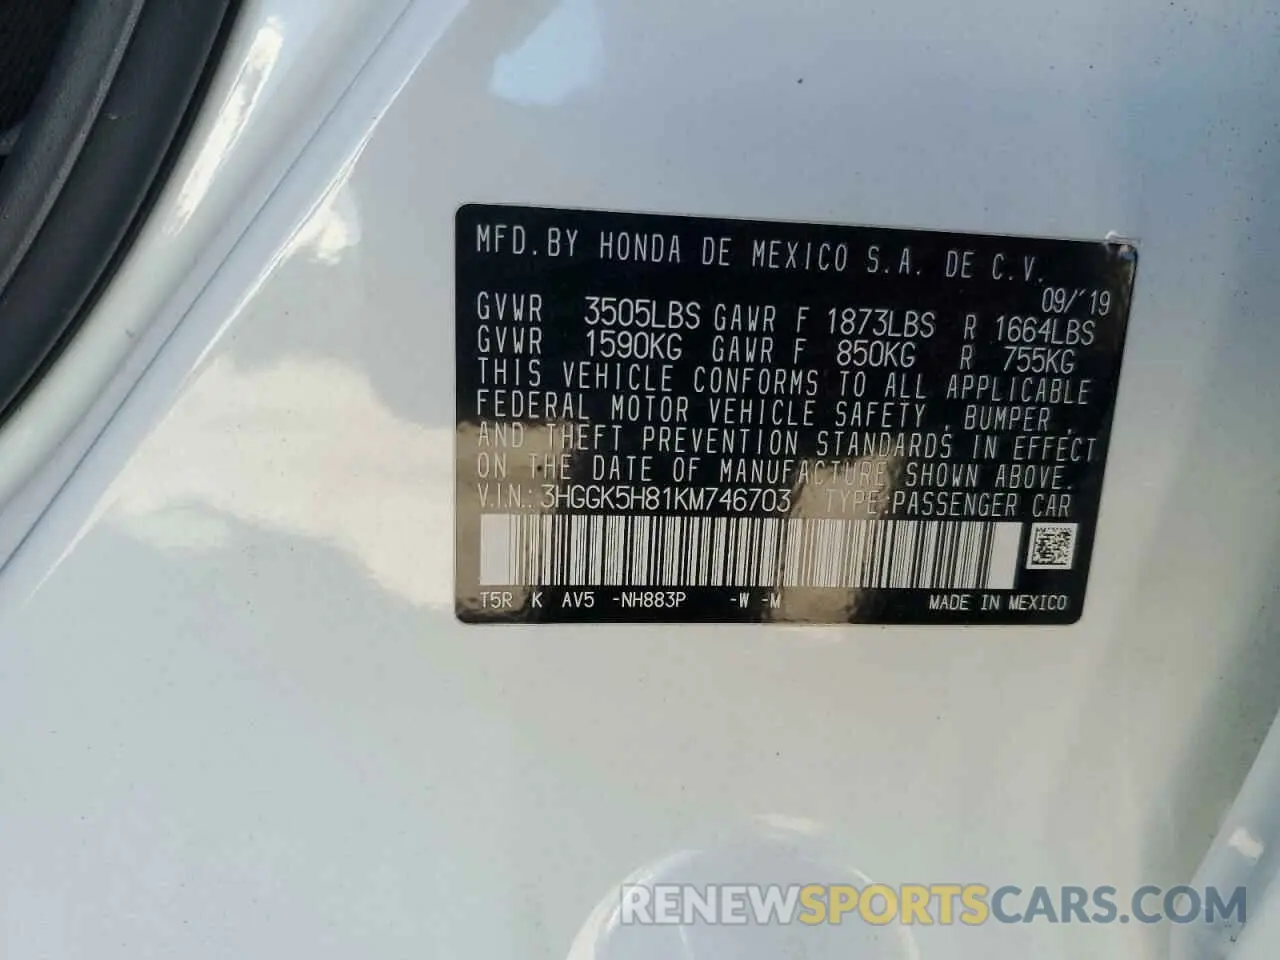 MFD.BY HONDA DE MEXICO S.A. DE C.V.
09/'19
GVWR 3505LBS GAWR F 1873LBS R 1664LBS
GVWR 1590KG GAWR F 850KG R 755KG
THIS VEHICLE CONFORMS TO ALL APPLICABLE
FEDERAL MOTOR VEHICLE SAFETY , BUMPER ,
AND THEFT PREVENTION STANDARDS IN EFFECT
ON THE DATE OF MANUFACTURE SHOWN ABOVE.
V.I.N.: 3HGGK5H81KM746703 TYPE:PASSENGER CAR
T5R K AV5 -NH883P -W -M MADE IN MEXICO
RENEWSPORTSCARS.COM